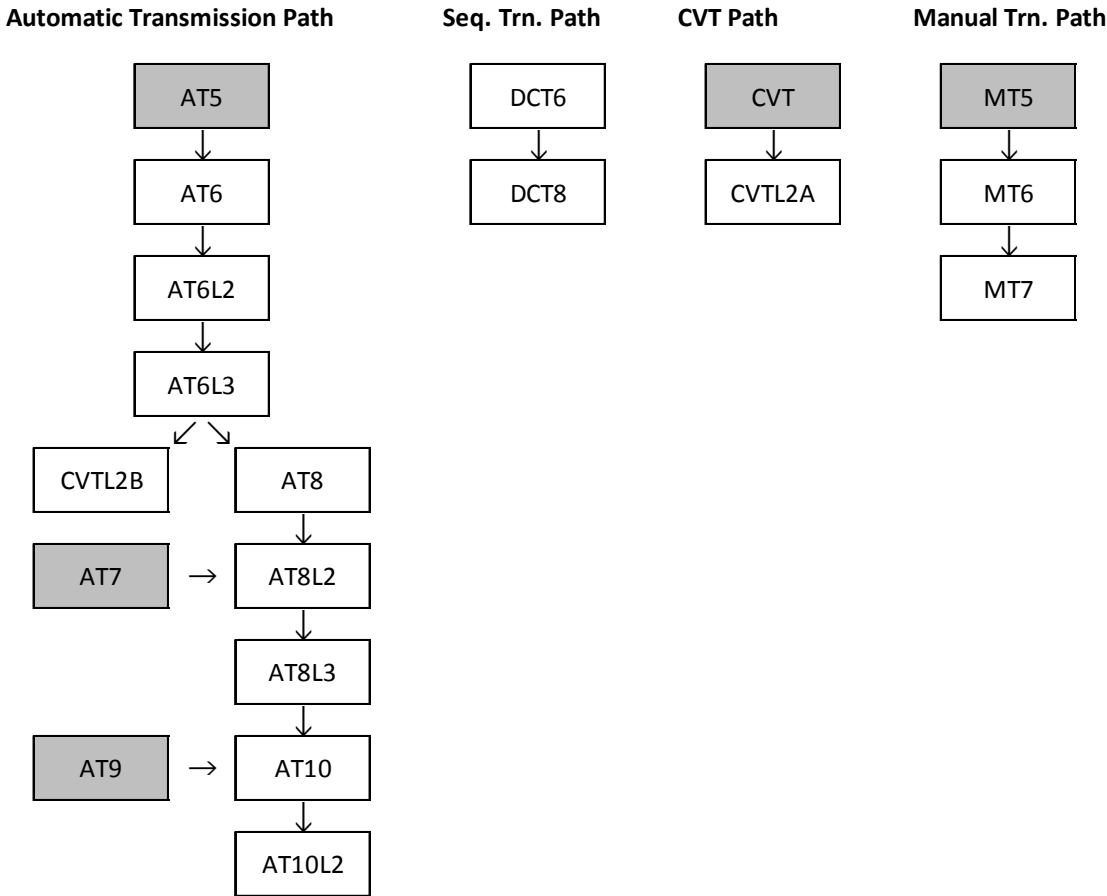 Automatic Transmission Path
Seq. Trn. Path
CVT Path
Manual Trn. Path
AT5
DCT6
CVT
MT5
AT6
DCT8
CVTL2A
MT6
AT6L2
MT7
AT6L3
CVTL2B
AT8
AT7
AT8L2
AT8L3
AT9
AT10
AT10L2